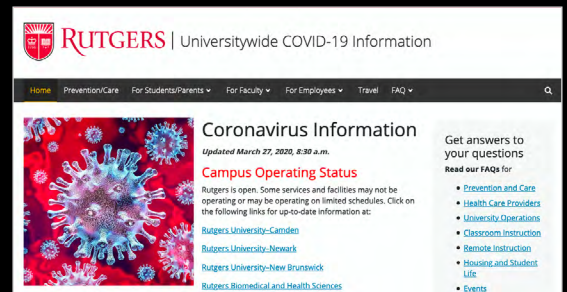 RUTGERS | Universitywide COVID-19 Information
Home Prevention/Care For Students/Parents For Faculty For Employees Travel FAQ
Coronavirus Information
Updated March 27, 2020, 8:30 a.m.
Campus Operating Status
Rutgers is open. Some services and facilities may not be
operating or may be operating on limited schedules. Click on
the following links for up-to-date information at:
Rutgers University–Camden
Rutgers University–Newark
Rutgers University–New Brunswick
Rutgers Biomedical and Health Sciences
Get answers to
your questions
Read our FAQs for
• Prevention and Care
• Health Care Providers
• University Operations
• Classroom Instruction
• Remote Instruction
• Housing and Student
Life
• Events